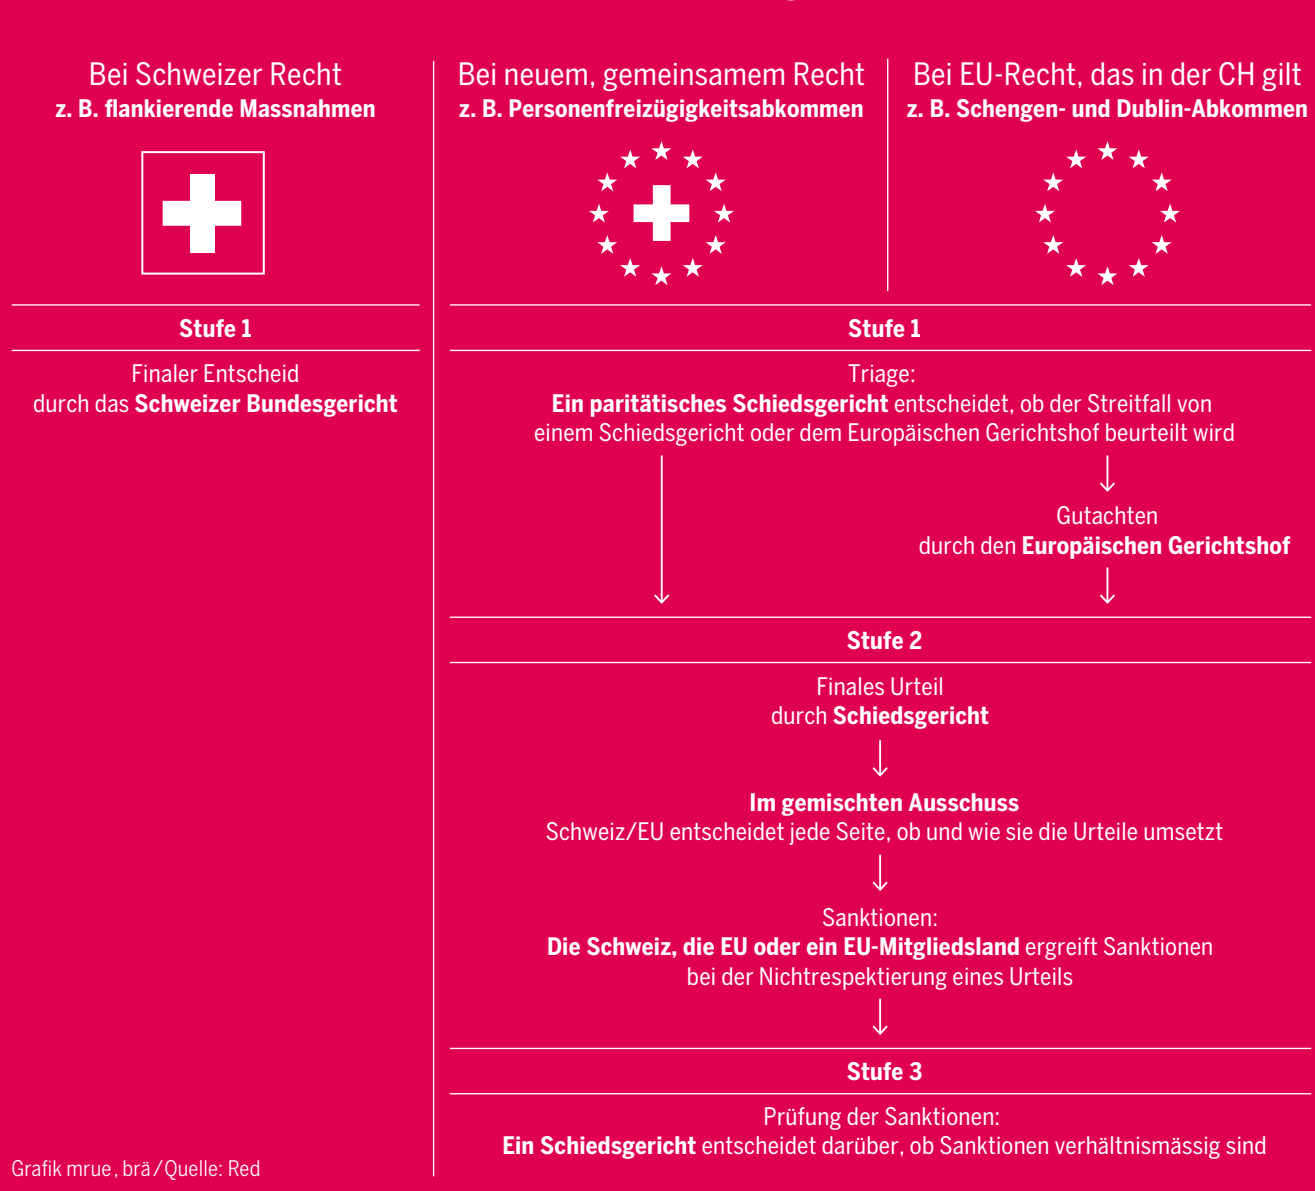 Bei Schweizer Recht
z. B. flankierende Massnahmen
Bei neuem, gemeinsamem Recht
z. B. Personenfreizügigkeitsabkommen
Bei EU-Recht, das in der CH gilt
z. B. Schengen- und Dublin-Abkommen
Stufe 1
Finaler Entscheid
durch das Schweizer Bundesgericht
Stufe 1
Triage:
Ein paritätisches Schiedsgericht entscheidet, ob der Streitfall von
einem Schiedsgericht oder dem Europäischen Gerichtshof beurteilt wird
Gutachten
durch den Europäischen Gerichtshof
Stufe 2
Finales Urteil
durch Schiedsgericht
Im gemischten Ausschuss
Schweiz/EU entscheidet jede Seite, ob und wie sie die Urteile umsetzt
Sanktionen:
Die Schweiz, die EU oder ein EU-Mitgliedsland ergreift Sanktionen
bei der Nichtrespektierung eines Urteils
Stufe 3
Prüfung der Sanktionen:
Ein Schiedsgericht entscheidet darüber, ob Sanktionen verhältnismässig sind
Grafik mrue, brä/Quelle: Red